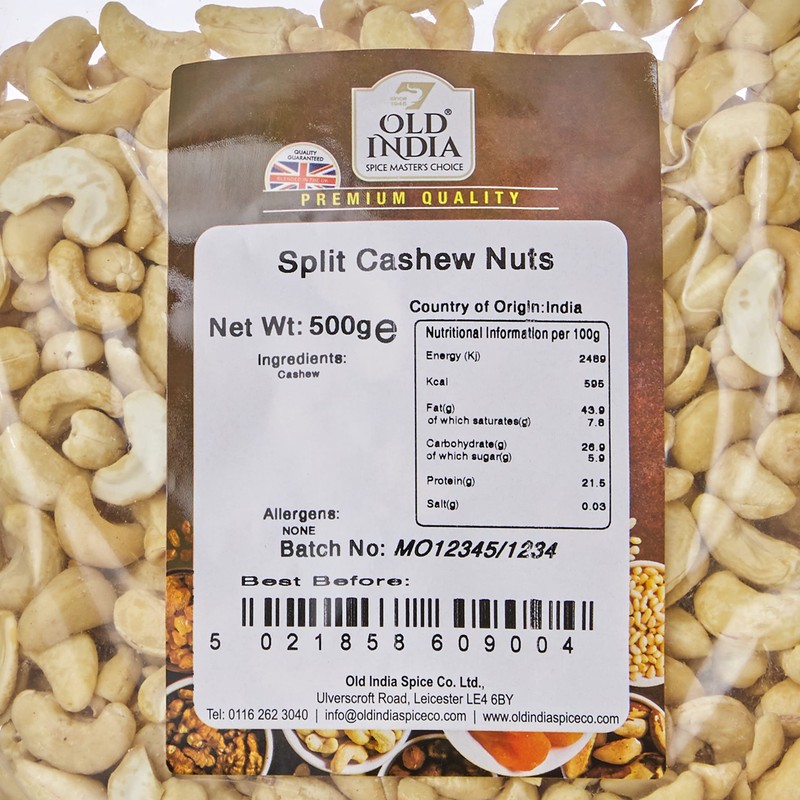 SINCE
1945
OLD®
INDIA
SPICE MASTER'S CHOICE
QUALITY
GUARANTEED
PREMIUM QUALITY
Split Cashew Nuts
Country of Origin:India
Net Wt: 500g℮
Nutritional Information per 100g
Ingredients:
Cashew
Energy (Kj) 2469
Kcal 595
Fat(g) 43.9
of which saturates(g) 7.8
Carbohydrate(g) 26.9
of which sugar(g) 5.9
Protein(g) 21.5
Salt(g) 0.03
Allergens:
NONE
Batch No: MO12345/1234
Best Before:
5 021858 609004
Old India Spice Co. Ltd.,
Ulverscroft Road, Leicester LE4 6BY
Tel: 0116 262 3040 | info@oldindiaspiceco.com | www.oldindiaspiceco.com